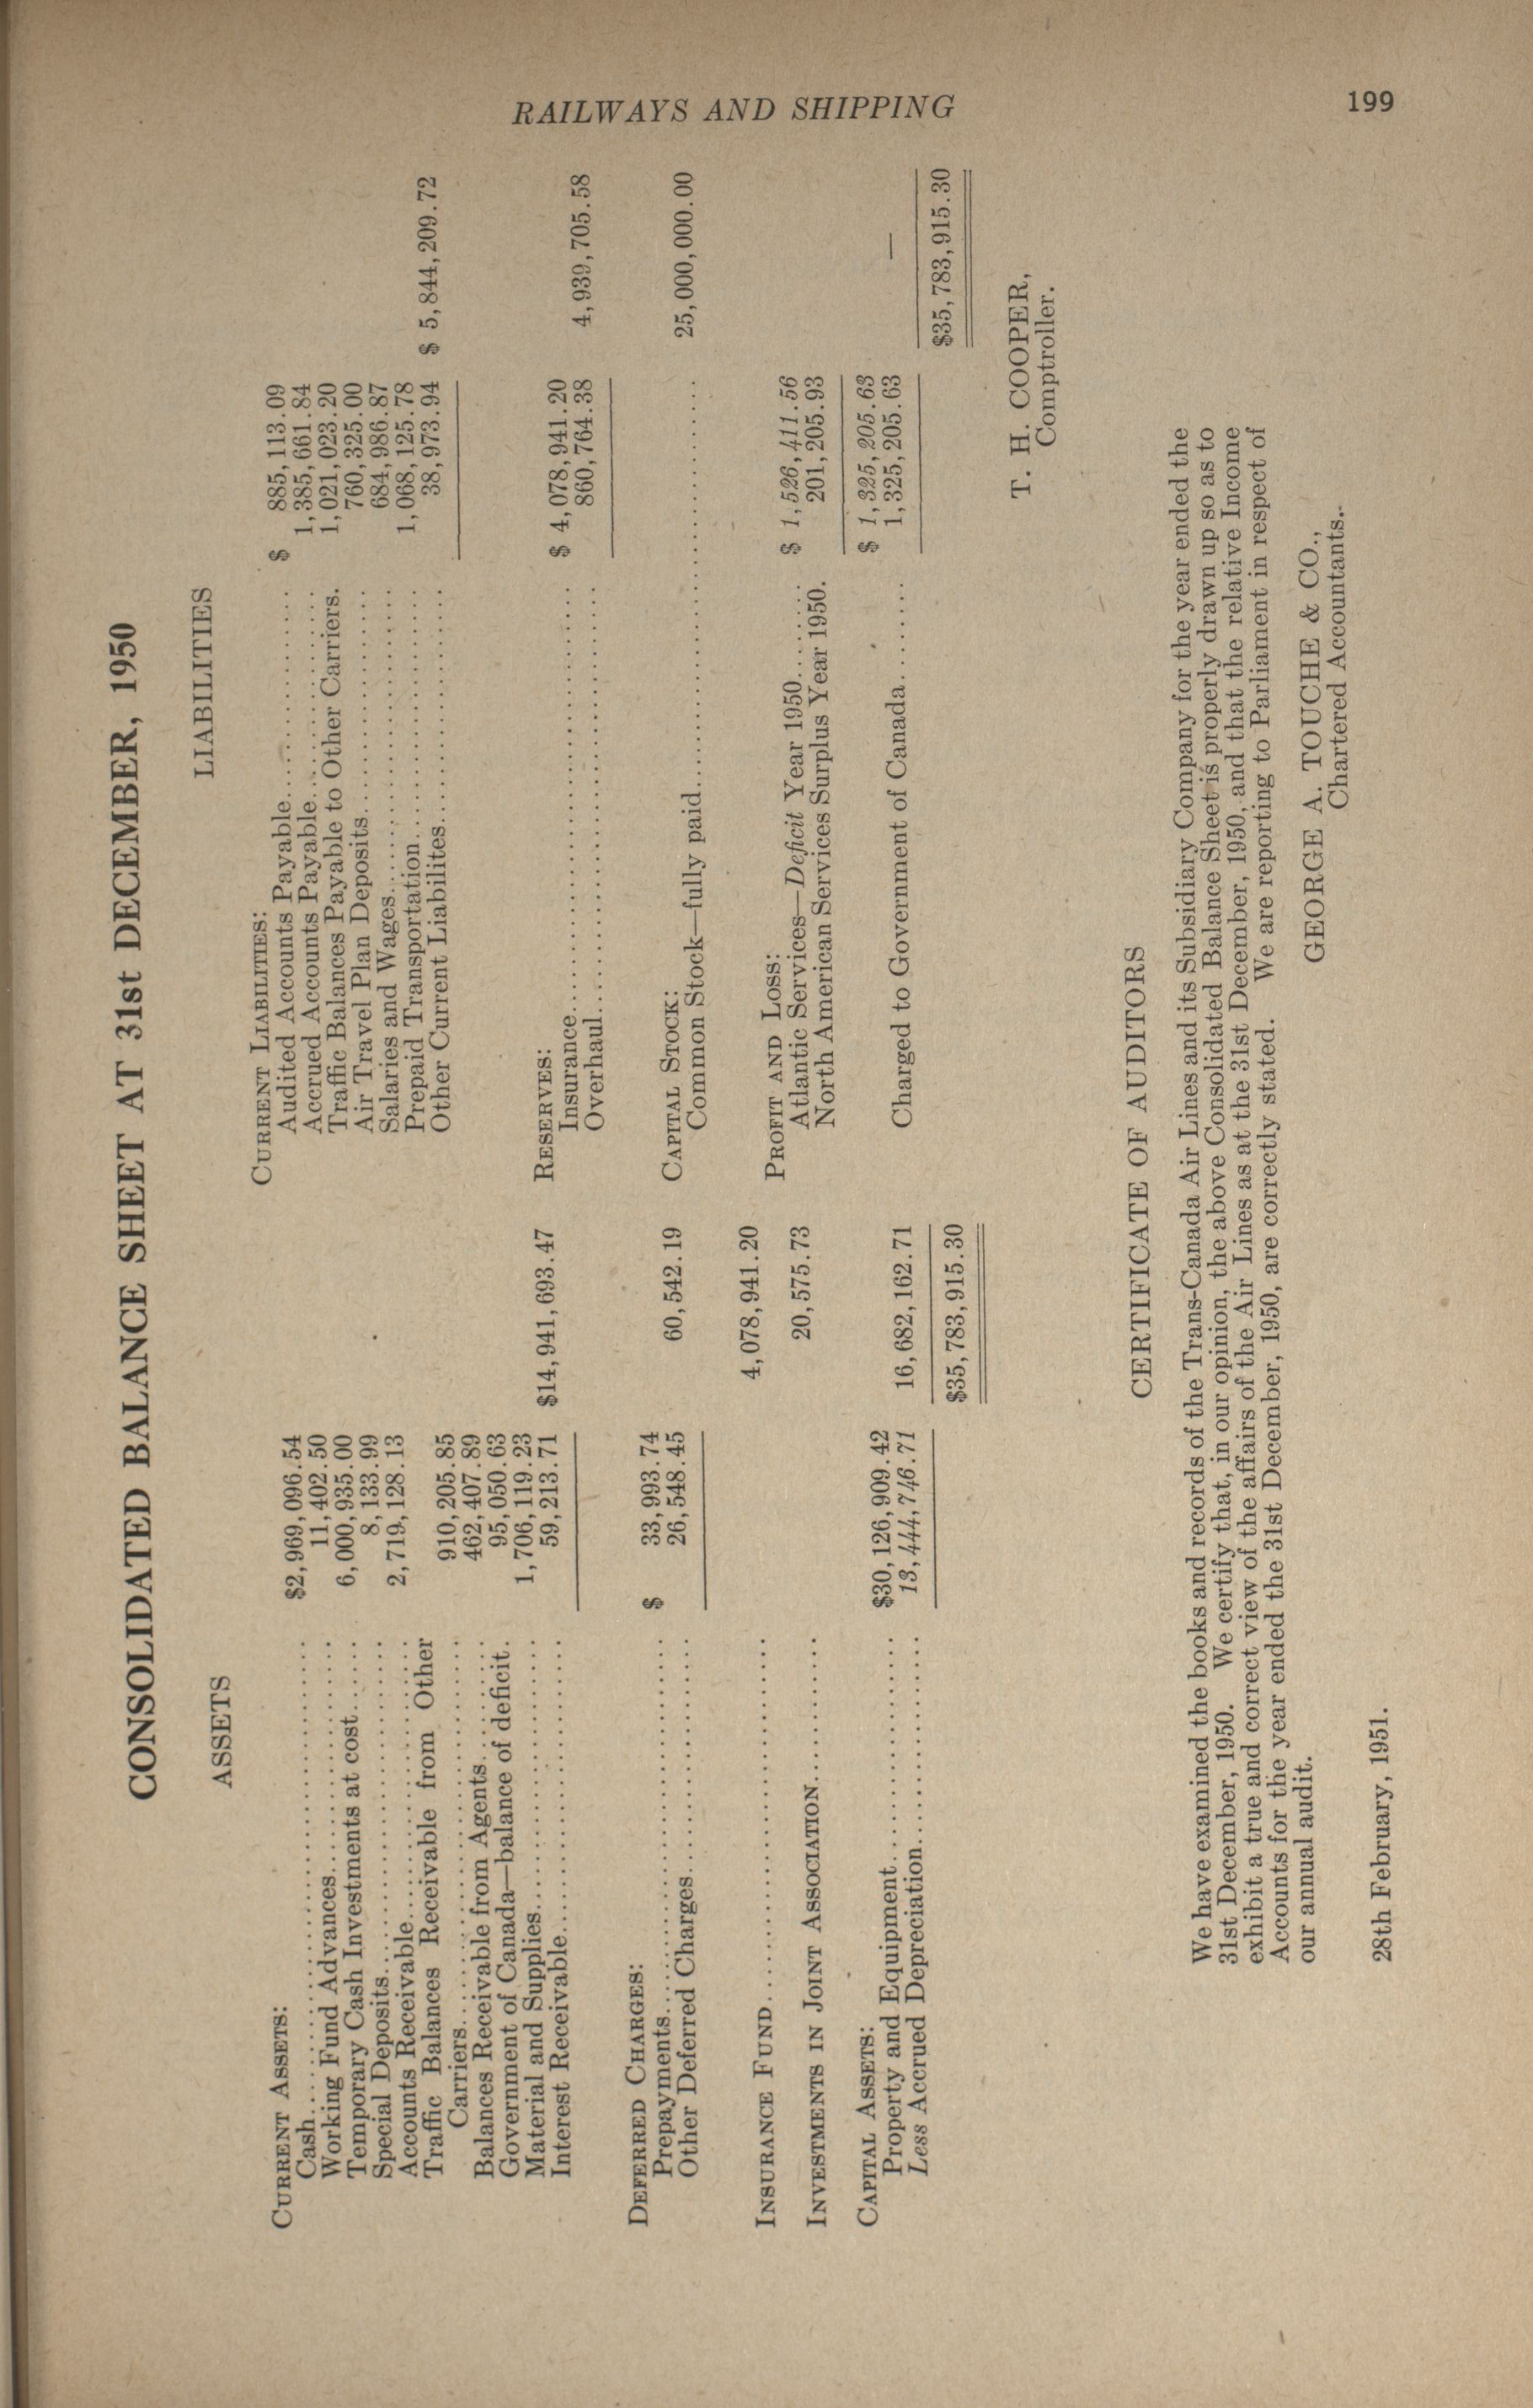 RAILWAYS AND SHIPPING 199
CONSOLIDATED BALANCE SHEET AT 31st DECEMBER, 1950
ASSETS
CURRENT ASSETS:
Cash........ $2,969,096.54
Working Fund Advances........ 11,402.50
Temporary Cash Investments at cost...... 6,000,935.00
Special Deposits........ 8,133.99
Accounts Receivable........ 2,719,128.13
Traffic Balances Receivable from Other
Carriers........ 910,205.85
Balances Receivable from Agents........ 462,407.89
Government of Canada—balance of deficit. 95,050.63
Material and Supplies........ 1,706,119.23
Interest Receivable........ 59,213.71 $14,941,693.47
DEFERRED CHARGES:
Prepayments........ $ 33,993.74
Other Deferred Charges........ 26,548.45 60,542.19
INSURANCE FUND........ 4,078,941.20
INVESTMENTS IN JOINT ASSOCIATION........ 20,575.73
CAPITAL ASSETS:
Property and Equipment........ $30,126,909.42
Less Accrued Depreciation........ 13,444,746.71 16,682,162.71
$35,783,915.30
LIABILITIES
CURRENT LIABILITIES:
Audited Accounts Payable........ $ 885,113.09
Accrued Accounts Payable........ 1,385,661.84
Traffic Balances Payable to Other Carriers. 1,021,023.20
Air Travel Plan Deposits........ 760,325.00
Salaries and Wages........ 684,986.87
Prepaid Transportation........ 1,068,125.78
Other Current Liabilites........ 38,973.94 $ 5,844,209.72
RESERVES:
Insurance........ $ 4,078,941.20
Overhaul........ 860,764.38 4,939,705.58
CAPITAL STOCK:
Common Stock—fully paid........ 25,000,000.00
PROFIT AND LOSS:
Atlantic Services—Deficit Year 1950........ $ 1,526,411.56
North American Services Surplus Year 1950. 201,205.93
$ 1,325,205.63
Charged to Government of Canada........ 1,325,205.63 —
$35,783,915.30
T. H. COOPER,
Comptroller.
CERTIFICATE OF AUDITORS
We have examined the books and records of the Trans-Canada Air Lines and its Subsidiary Company for the year ended the
31st December, 1950. We certify that, in our opinion, the above Consolidated Balance Sheet is properly drawn up so as to
exhibit a true and correct view of the affairs of the Air Lines as at the 31st December, 1950, and that the relative Income
Accounts for the year ended the 31st December, 1950, are correctly stated. We are reporting to Parliament in respect of
our annual audit.
GEORGE A. TOUCHE & CO.,
Chartered Accountants.
28th February, 1951.